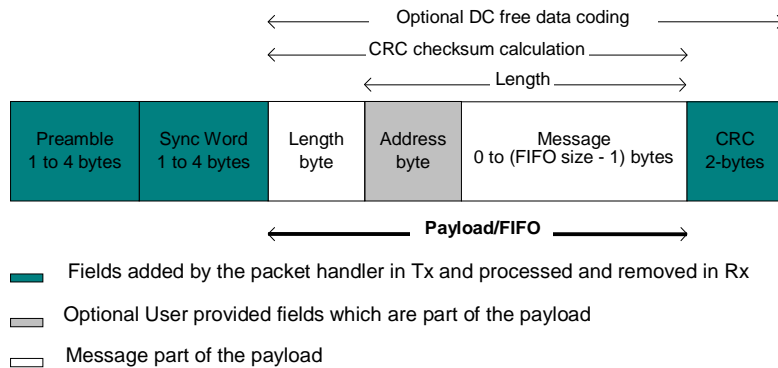 Optional DC free data coding
CRC checksum calculation
Length
Preamble
1 to 4 bytes
Sync Word
1 to 4 bytes
Length
byte
Address
byte
Message
0 to (FIFO size - 1) bytes
CRC
2-bytes
Payload/FIFO
Fields added by the packet handler in Tx and processed and removed in Rx
Optional User provided fields which are part of the payload
Message part of the payload